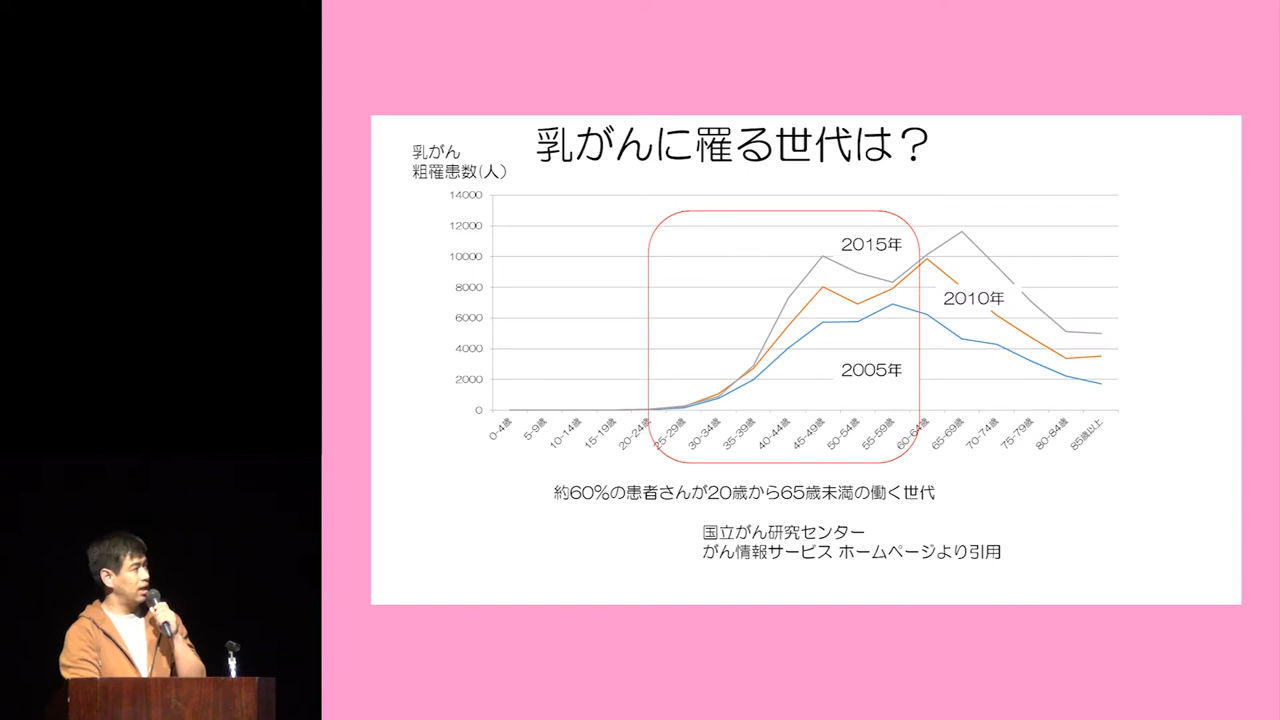 乳がんに罹る世代は？
乳がん
粗罹患数(人)
14000
12000
10000
8000
6000
4000
2000
0
2015年
2010年
2005年
0-4歳
5-9歳
10-14歳
15-19歳
20-24歳
25-29歳
30-34歳
35-39歳
40-44歳
45-49歳
50-54歳
55-59歳
60-64歳
65-69歳
70-74歳
75-79歳
80-84歳
85歳以上
約60%の患者さんが20歳から65歳未満の働く世代
国立がん研究センター
がん情報サービス ホームページより引用